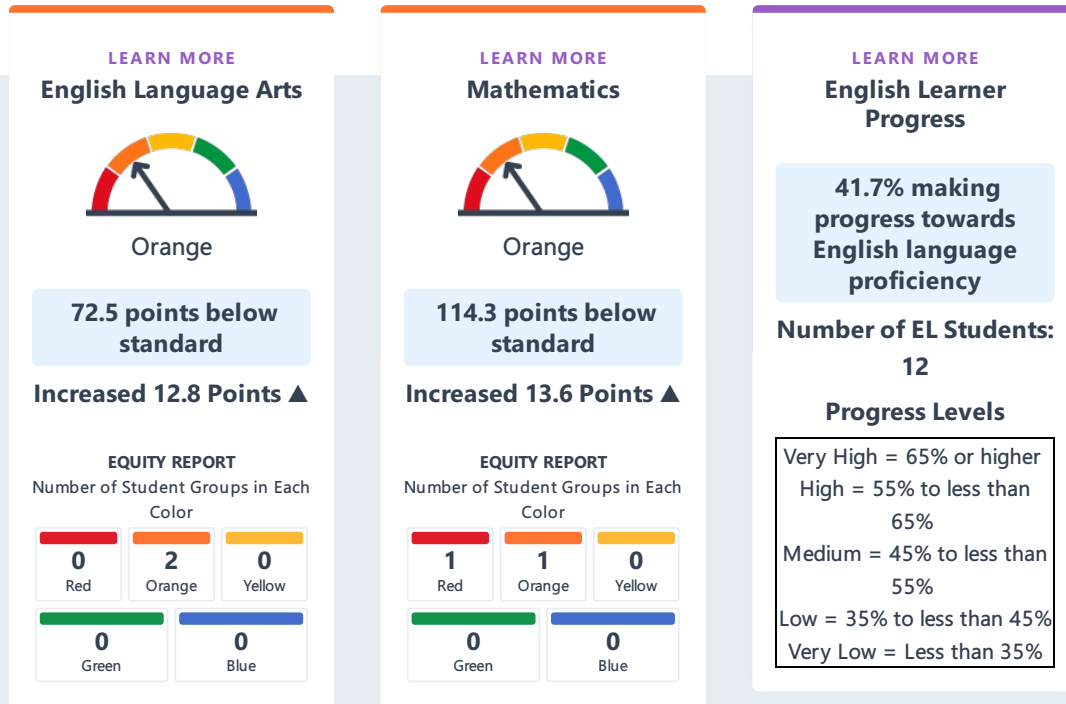 LEARN MORE
English Language Arts
Orange
72.5 points below
standard
Increased 12.8 Points ▲
EQUITY REPORT
Number of Student Groups in Each
Color
0
Red
2
Orange
0
Yellow
0
Green
0
Blue
LEARN MORE
Mathematics
Orange
114.3 points below
standard
Increased 13.6 Points ▲
EQUITY REPORT
Number of Student Groups in Each
Color
1
Red
1
Orange
0
Yellow
0
Green
0
Blue
LEARN MORE
English Learner
Progress
41.7% making
progress towards
English language
proficiency
Number of EL Students:
12
Progress Levels
Very High = 65% or higher
High = 55% to less than
65%
Medium = 45% to less than
55%
Low = 35% to less than 45%
Very Low = Less than 35%